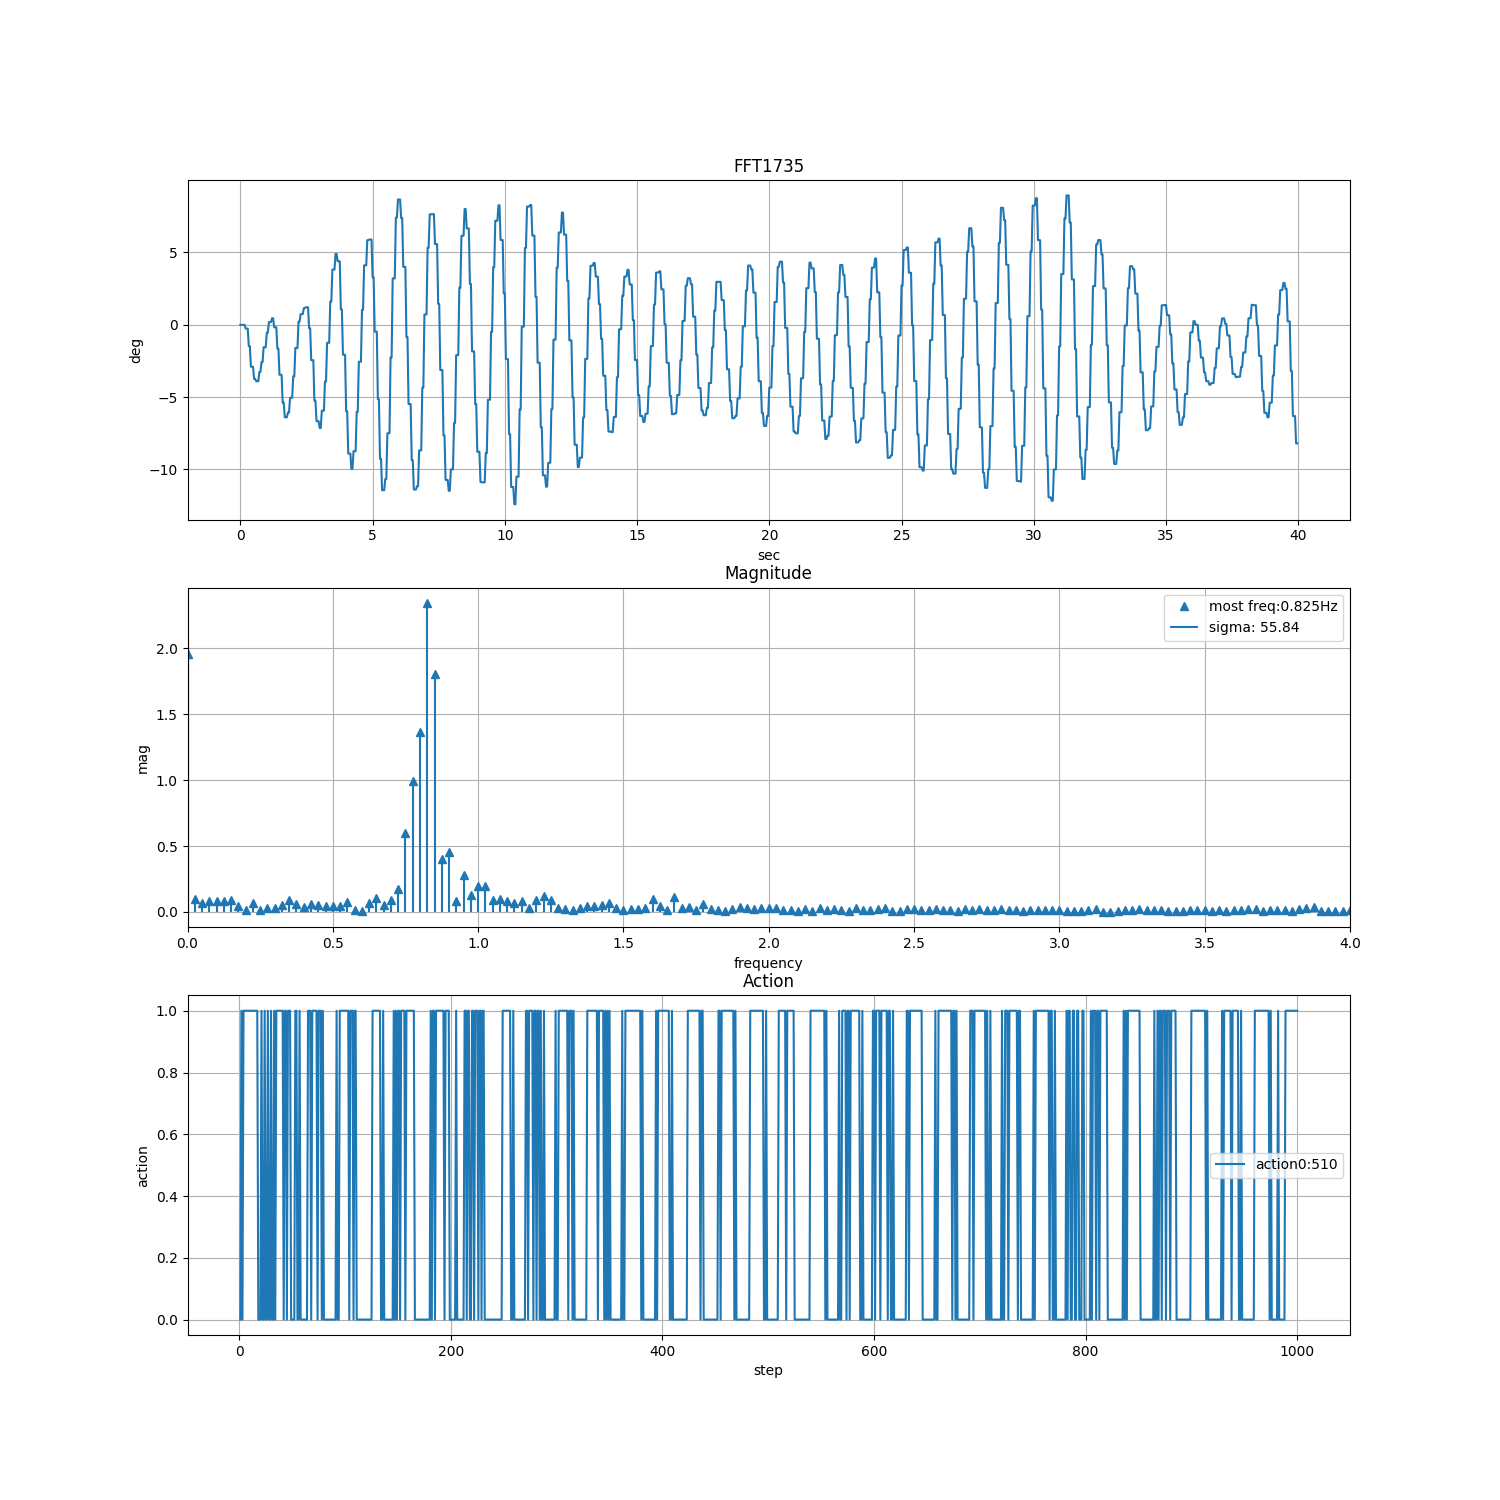 FFT1735
5
0
−5
−10
deg
0 5 10 15 20 25 30 35 40
sec
Magnitude
most freq:0.825Hz
sigma: 55.84
2.0
1.5
1.0
0.5
0.0
mag
0.0 0.5 1.0 1.5 2.0 2.5 3.0 3.5 4.0
frequency
Action
1.0
0.8
0.6
0.4
0.2
0.0
action
action0:510
0 200 400 600 800 1000
step